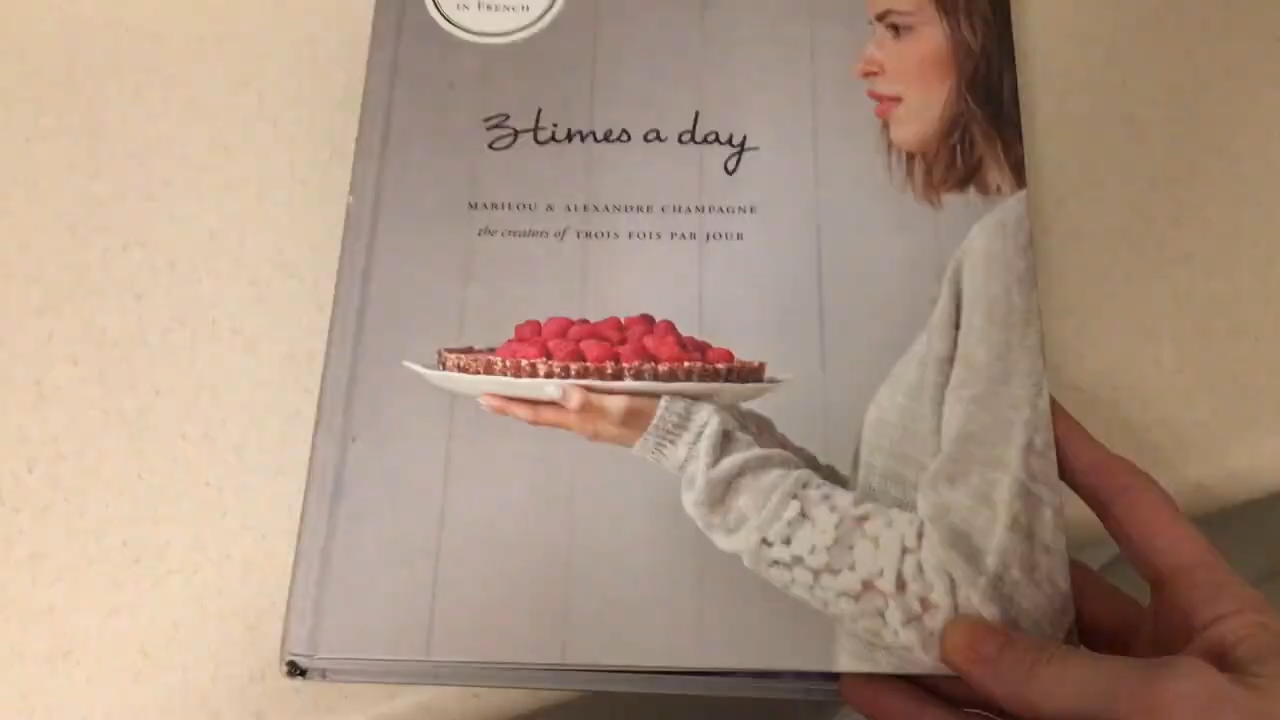 IN FRENCH
3 times a day
MARILOU & ALEXANDRE CHAMPAGNE
the creators of TROIS FOIS PAR JOUR